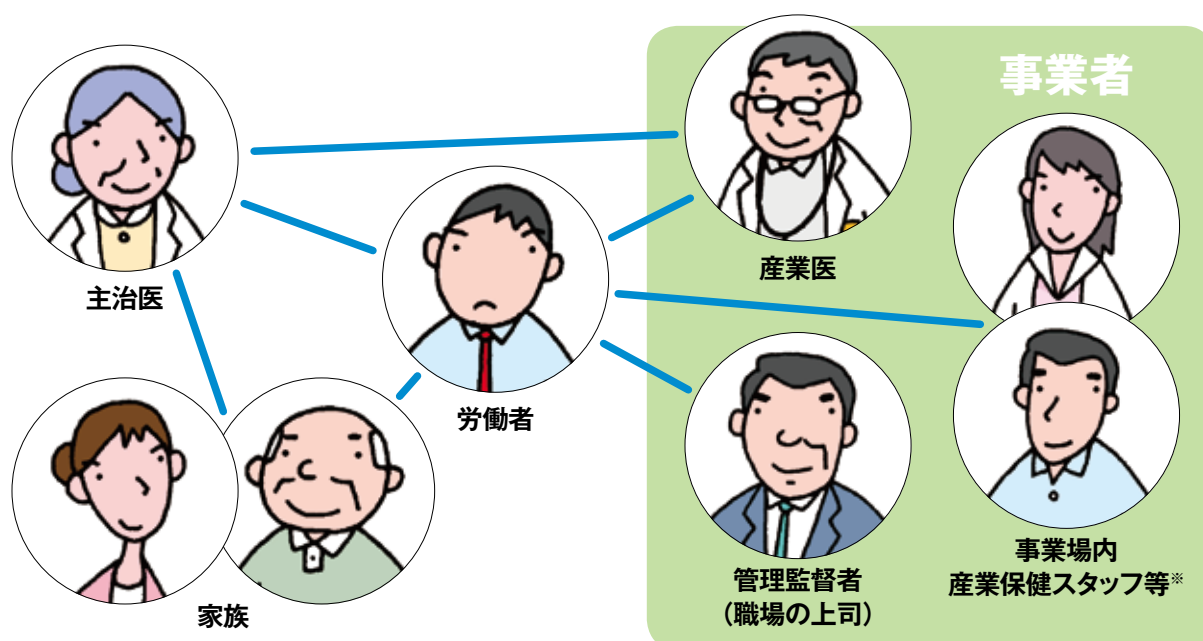 事業者
主治医
産業医
労働者
家族
管理監督者
（職場の上司）
事業場内
産業保健スタッフ等※